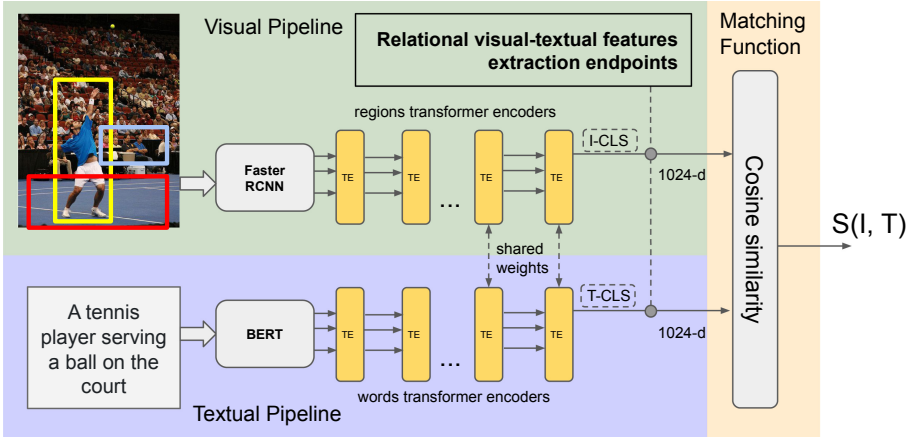 Visual Pipeline
Relational visual-textual features
extraction endpoints
Matching
Function
regions transformer encoders
Faster
RCNN
TE
TE
...
TE
TE
I-CLS
1024-d
shared
weights
Cosine similarity
S(I, T)
A tennis
player serving
a ball on the
court
BERT
TE
TE
...
TE
TE
T-CLS
1024-d
words transformer encoders
Textual Pipeline